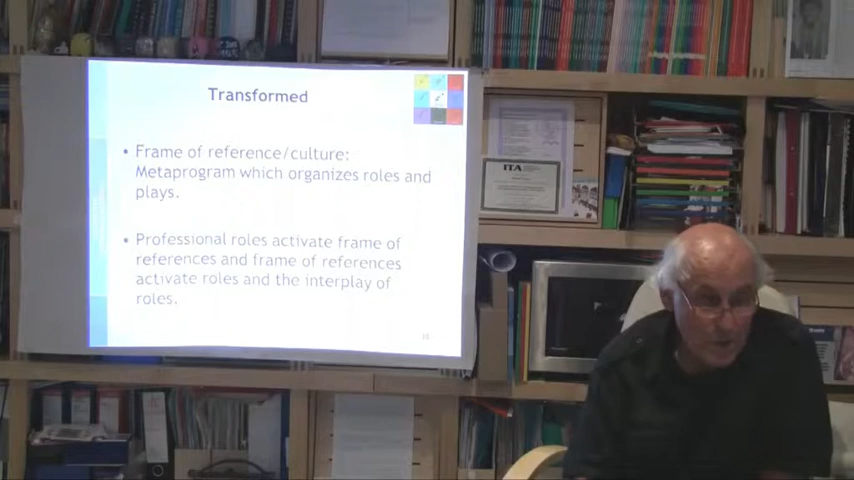 Transformed
• Frame of reference/culture:
Metaprogram which organizes roles and
plays.
• Professional roles activate frame of
references and frame of references
activate roles and the interplay of
roles.
ITA